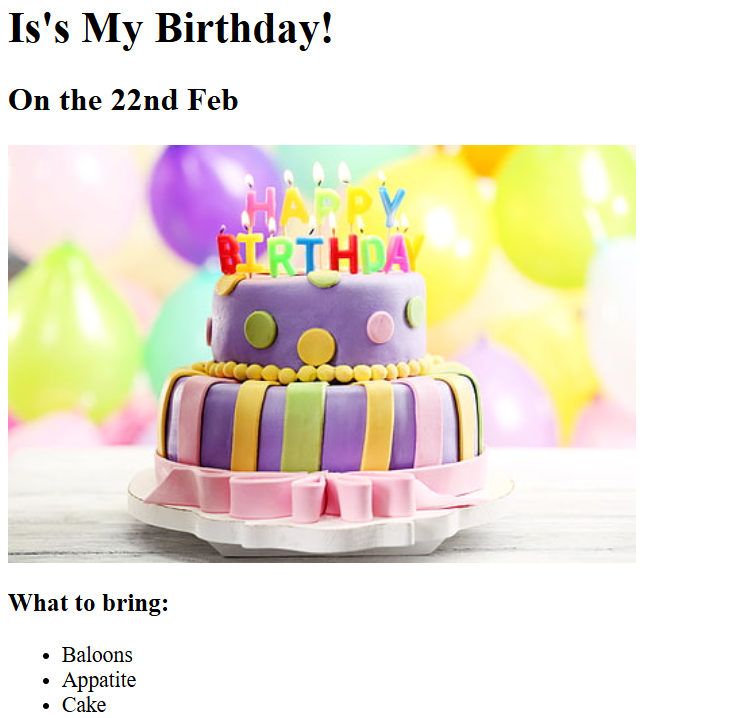 Is's My Birthday!
On the 22nd Feb
HAPPY
BIRTHDAY
What to bring:
Baloons
Appatite
Cake